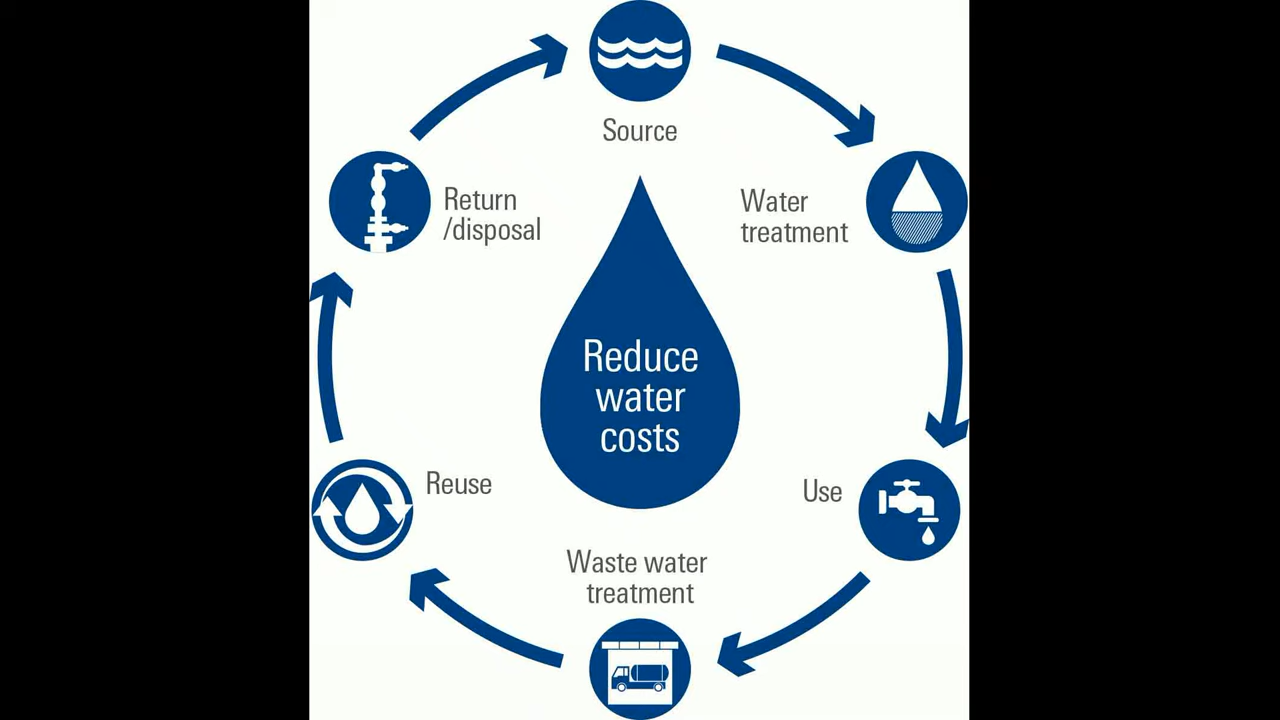 Source
Return
/disposal
Water
treatment
Reduce
water
costs
Reuse
Use
Waste water
treatment